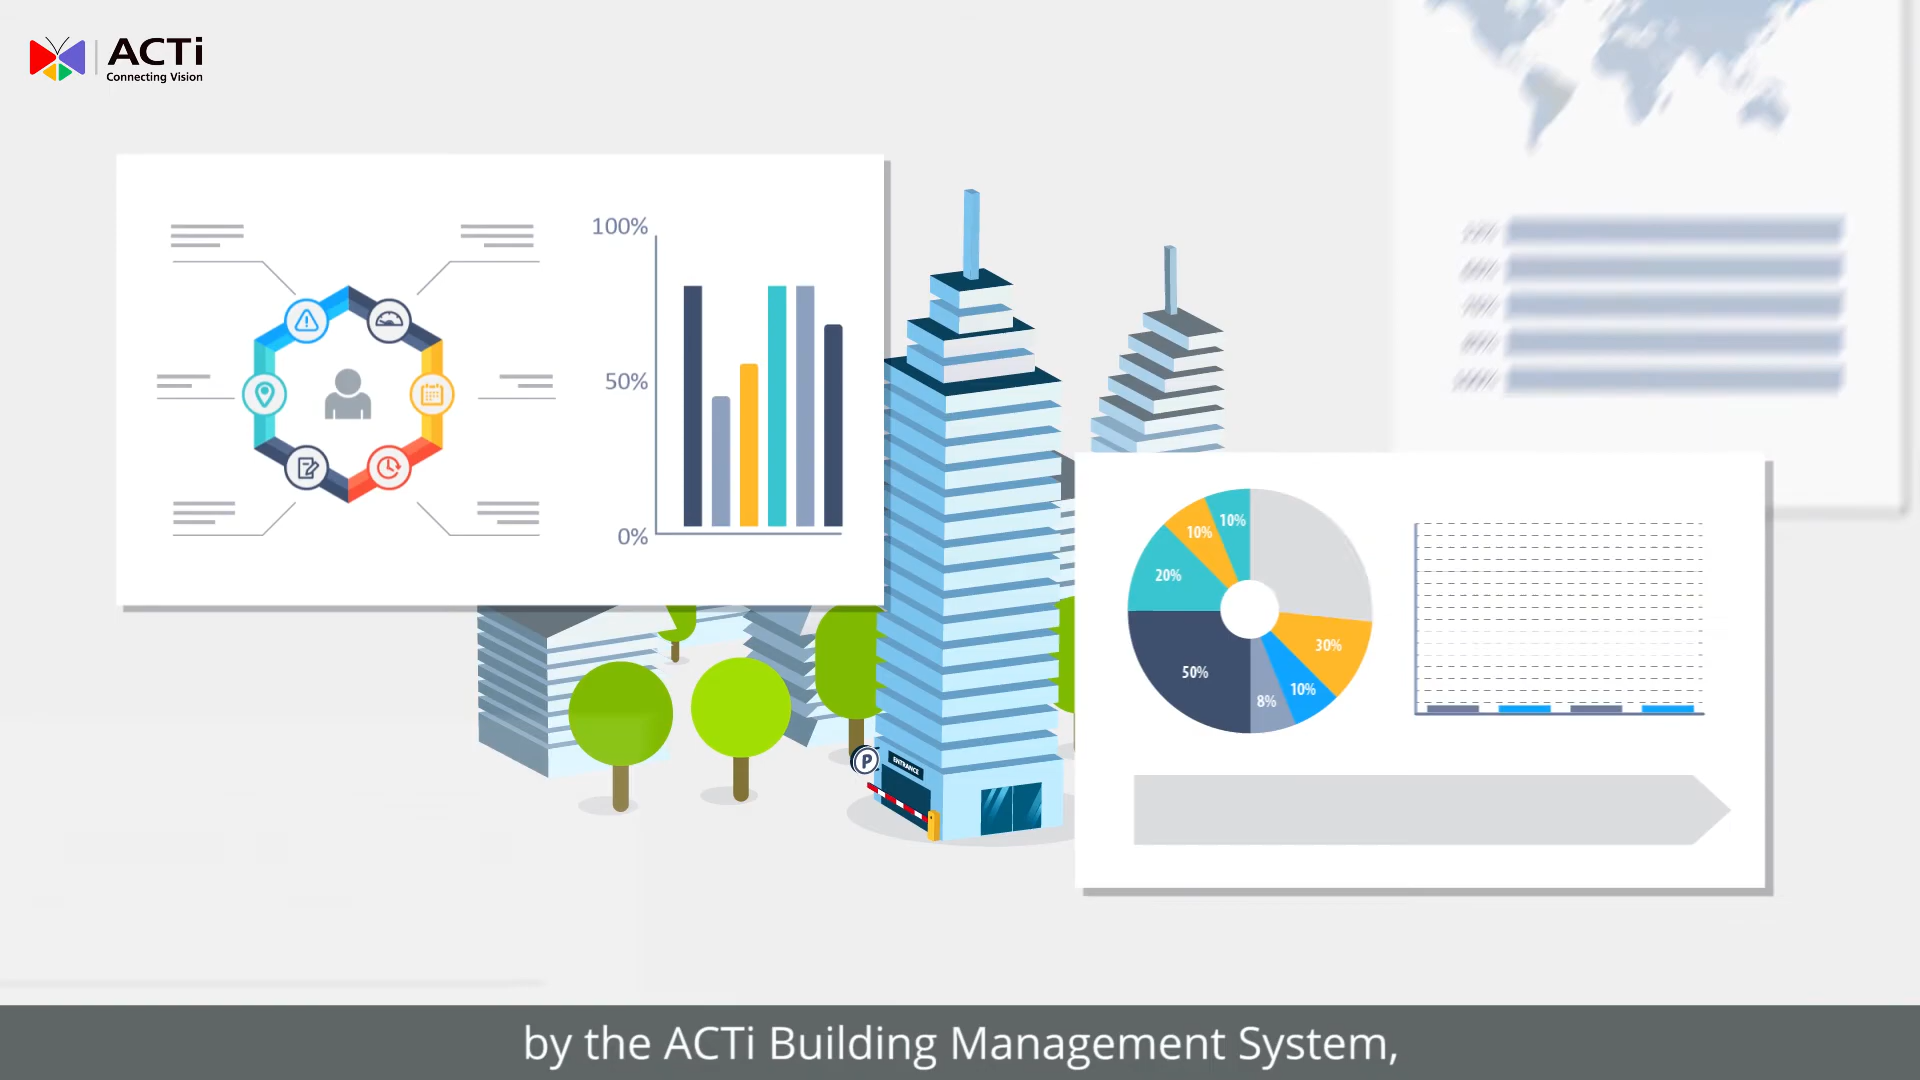 ACTi
Connecting Vision
100%
50%
0%
10%
10%
20%
30%
50%
10%
8%
P
ENTRANCE
by the ACTi Building Management System,